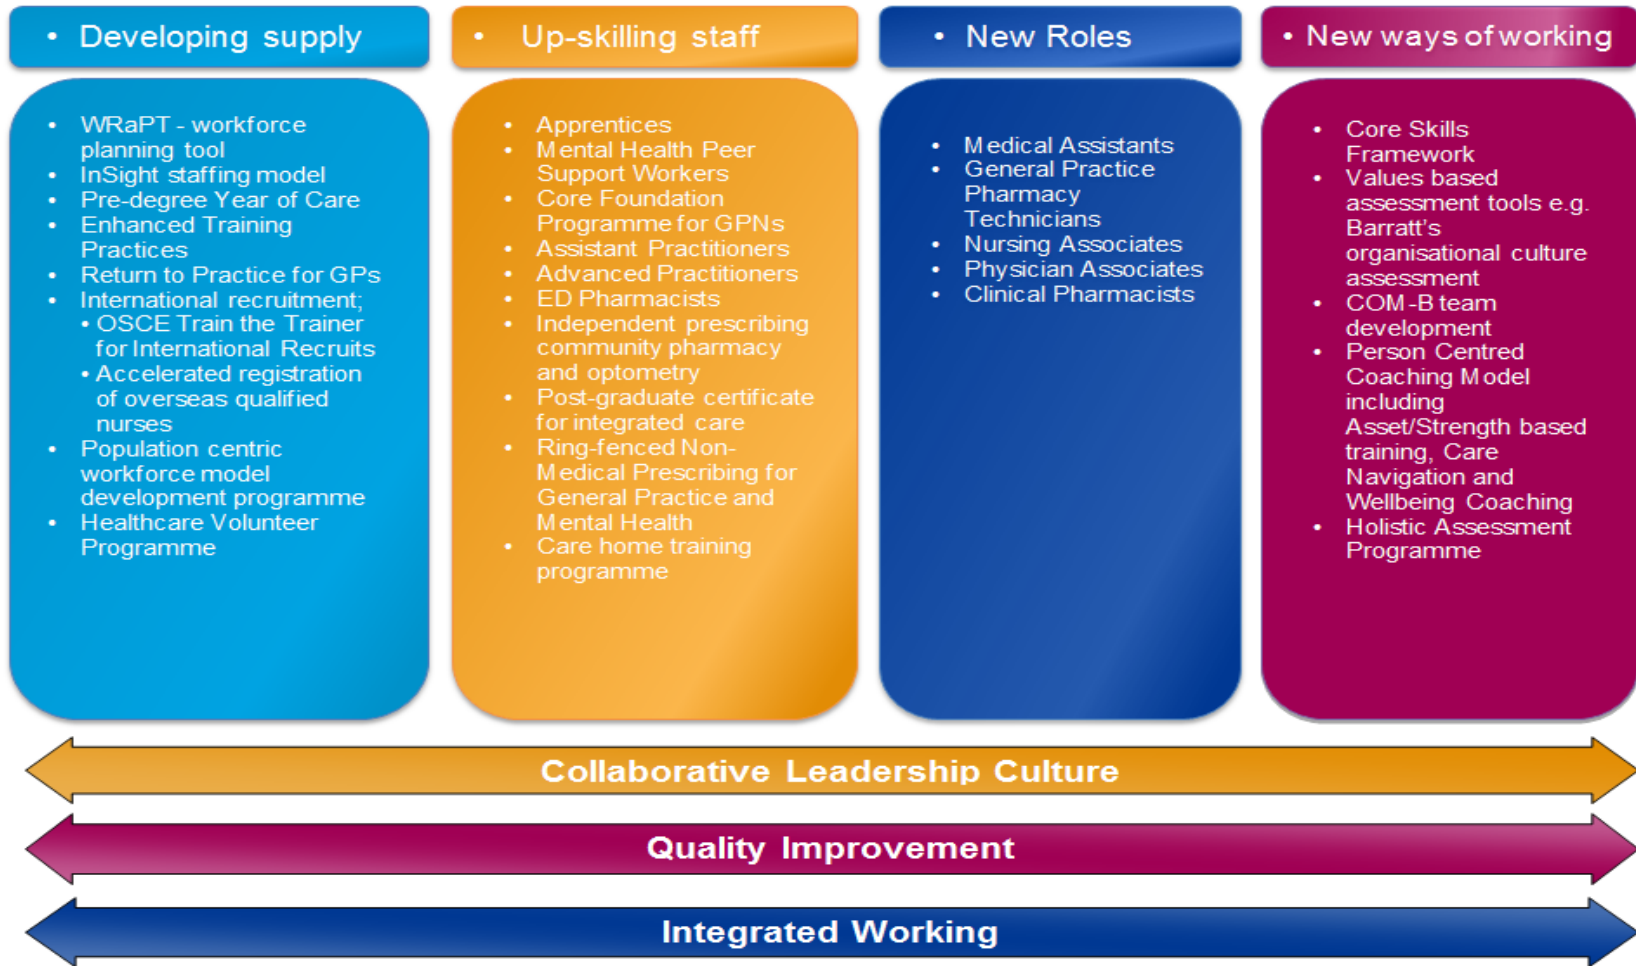 • Developing supply
• WRaPT - workforce
planning tool
• InSight staffing model
• Pre-degree Year of Care
• Enhanced Training
Practices
• Return to Practice for GPs
• International recruitment;
• OSCE Train the Trainer
for International Recruits
• Accelerated registration
of overseas qualified
nurses
• Population centric
workforce model
development programme
• Healthcare Volunteer
Programme
• Up-skilling staff
• Apprentices
• Mental Health Peer
Support Workers
• Core Foundation
Programme for GPNs
• Assistant Practitioners
• Advanced Practitioners
• ED Pharmacists
• Independent prescribing
community pharmacy
and optometry
• Post-graduate certificate
for integrated care
• Ring-fenced Non-
Medical Prescribing for
General Practice and
Mental Health
• Care home training
programme
• New Roles
• Medical Assistants
• General Practice
Pharmacy
Technicians
• Nursing Associates
• Physician Associates
• Clinical Pharmacists
• New ways of working
• Core Skills
Framework
• Values based
assessment tools e.g.
Barratt's
organisational culture
assessment
• COM-B team
development
• Person Centred
Coaching Model
including
Asset/Strength based
training, Care
Navigation and
Wellbeing Coaching
• Holistic Assessment
Programme
Collaborative Leadership Culture
Quality Improvement
Integrated Working